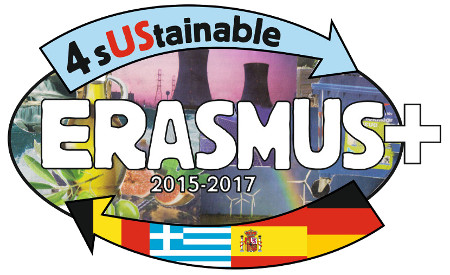 4 sUStainable
ERASMUS+
2015-2017